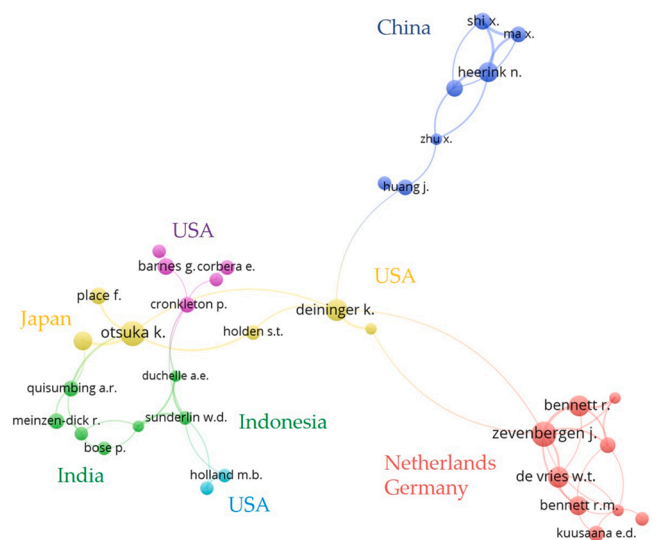 China
shi x.
ma x.
heerink n.
zhu x.
huang j.
USA
barnes g.
corbera e.
USA
place f.
cronkleton p.
deininger k.
Japan
otsuka k.
holden s.t.
duchelle a.e.
quisumbing a.r.
meinzen-dick r.
sunderlin w.d.
Indonesia
bose p.
India
holland m.b.
USA
bennett r.
zevenbergen j.
Netherlands
Germany
de vries w.t.
bennett r.m.
kuusaana e.d.